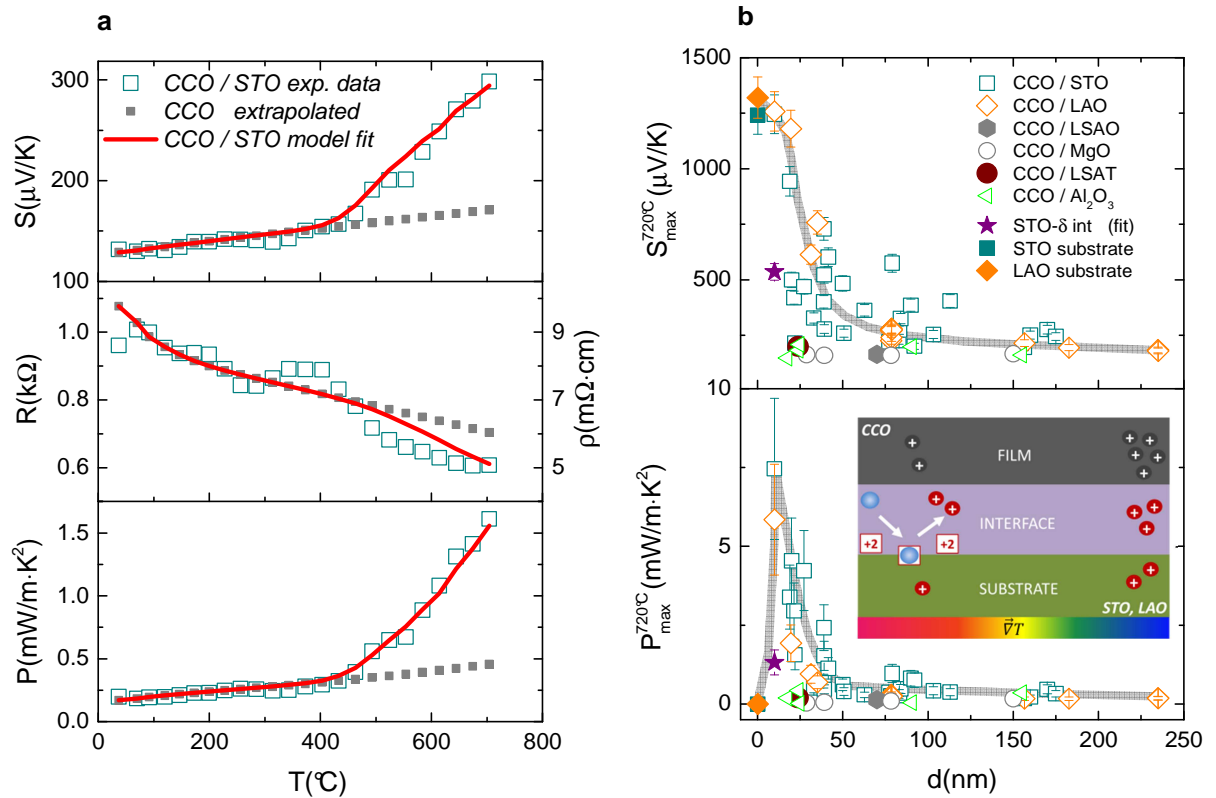 a
300
200
100
S(μV/K)
CCO / STO exp. data
CCO extrapolated
CCO / STO model fit
1.0
0.8
0.6
R(kΩ)
9
7
5
ρ(mΩ·cm)
1.5
1.0
0.5
0.0
P(mW/m·K²)
0
200
400
600
800
T(°C)
b
1500
1000
500
10
S_max^720°C (μV/K)
CCO / STO
CCO / LAO
CCO / LSAO
CCO / MgO
CCO / LSAT
CCO / Al₂O₃
STO-δ int (fit)
STO substrate
LAO substrate
5
0
P_max^720°C (mW/m·K²)
CCO
FILM
+
+
+
+
+
+
+
INTERFACE
+
+
+
+
+
+2
+2
SUBSTRATE
+
+
+
STO, LAO
∇⃗T
0
50
100
150
200
250
d(nm)